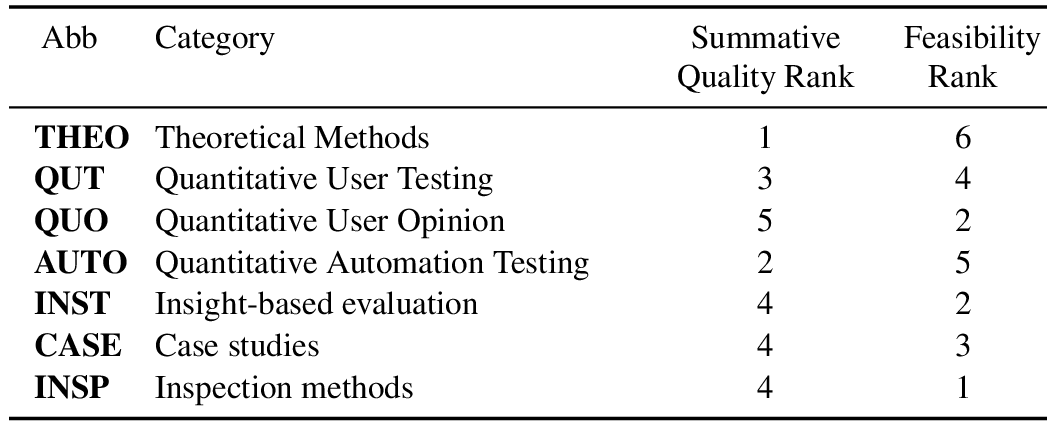 Abb Category Summative Quality Rank Feasibility Rank
THEO Theoretical Methods 1 6
QUT Quantitative User Testing 3 4
QUO Quantitative User Opinion 5 2
AUTO Quantitative Automation Testing 2 5
INST Insight-based evaluation 4 2
CASE Case studies 4 3
INSP Inspection methods 4 1